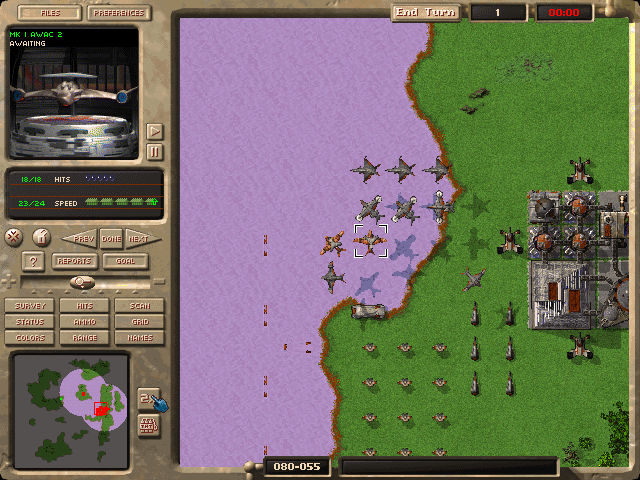 FILES PREFERENCES End Turn 1 00:00
MK I AWAC 2
AWAITING
18/18 HITS
23/24 SPEED
PREV DONE NEXT
? REPORTS GOAL
SURVEY HITS SCAN
STATUS AMMO GRID
COLORS RANGE NAMES
2x
080-055